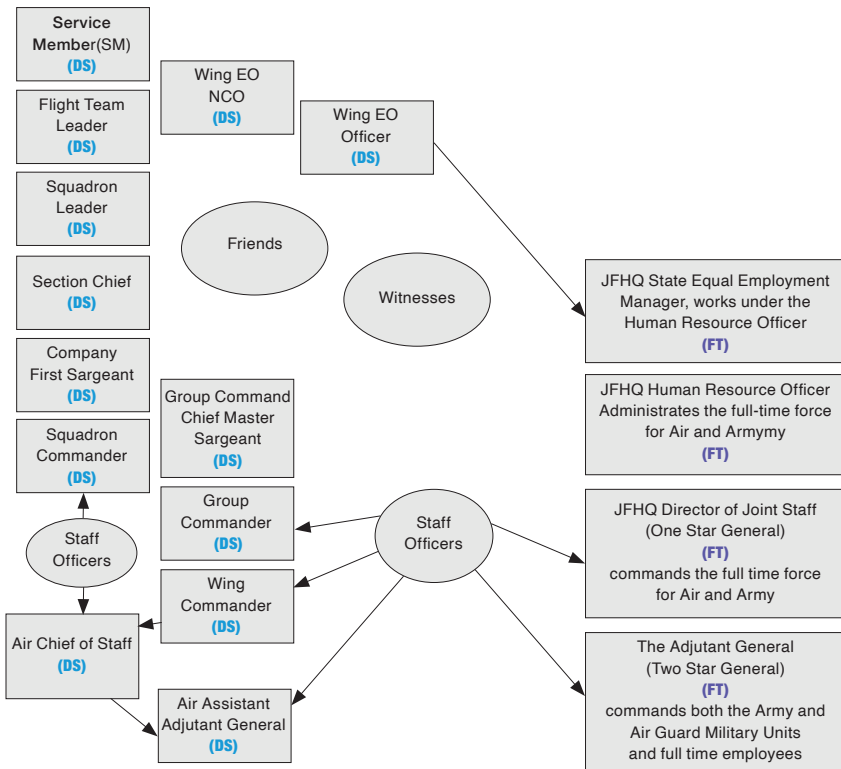 Service
Member(SM)
(DS)
Flight Team
Leader
(DS)
Squadron
Leader
(DS)
Section Chief
(DS)
Company
First Sargeant
(DS)
Squadron
Commander
(DS)
Staff
Officers
Air Chief of Staff
(DS)
Wing EO
NCO
(DS)
Wing EO
Officer
(DS)
Friends
Witnesses
Group Command
Chief Master
Sargeant
(DS)
Group
Commander
(DS)
Wing
Commander
(DS)
Air Assistant
Adjutant General
(DS)
Staff
Officers
JFHQ State Equal Employment
Manager, works under the
Human Resource Officer
(FT)
JFHQ Human Resource Officer
Administrates the full-time force
for Air and Armymy
(FT)
JFHQ Director of Joint Staff
(One Star General)
(FT)
commands the full time force
for Air and Army
The Adjutant General
(Two Star General)
(FT)
commands both the Army and
Air Guard Military Units
and full time employees